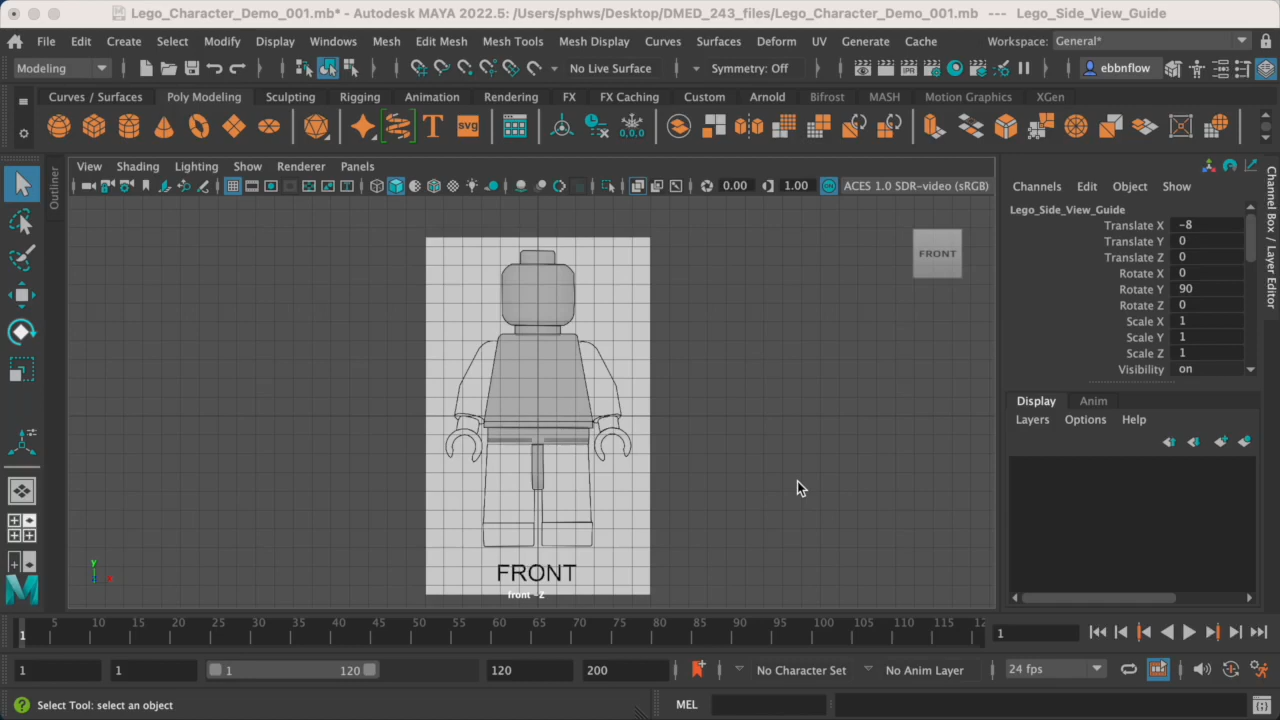 Lego_Character_Demo_001.mb* - Autodesk MAYA 2022.5: /Users/sphws/Desktop/DMED_243_files/Lego_Character_Demo_001.mb --- Lego_Side_View_Guide
File Edit Create Select Modify Display Windows Mesh Edit Mesh Mesh Tools Mesh Display Curves Surfaces Deform UV Generate Cache Workspace: General*
Modeling No Live Surface Symmetry: Off ebbnflow
Curves / Surfaces Poly Modeling Sculpting Rigging Animation Rendering FX FX Caching Custom Arnold Bifrost MASH Motion Graphics XGen
T SVG 0,0,0
View Shading Lighting Show Renderer Panels
0.00 1.00 ON ACES 1.0 SDR-video (sRGB)
Outliner
FRONT
FRONT
front -Z
y
x
Channels Edit Object Show
Lego_Side_View_Guide
Translate X -8
Translate Y 0
Translate Z 0
Rotate X 0
Rotate Y 90
Rotate Z 0
Scale X 1
Scale Y 1
Scale Z 1
Visibility on
Display Anim
Layers Options Help
Channel Box / Layer Editor
1 5 10 15 20 25 30 35 40 45 50 55 60 65 70 75 80 85 90 95 100 105 110 115 12 1
1 1 1 120 120 200 No Character Set No Anim Layer 24 fps
Select Tool: select an object MEL